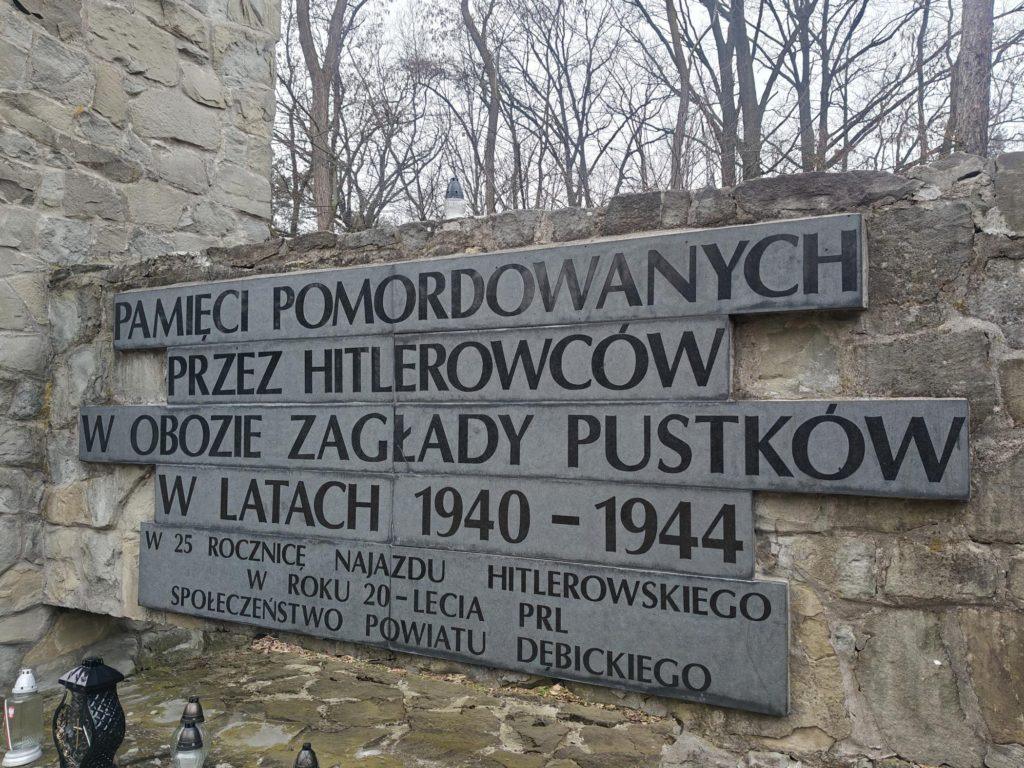 PAMIĘCI POMORDOWANYCH
PRZEZ HITLEROWCÓW
W OBOZIE ZAGŁADY PUSTKÓW
W LATACH 1940 – 1944
W 25 ROCZNICĘ NAJAZDU HITLEROWSKIEGO
W ROKU 20-LECIA PRL
SPOŁECZEŃSTWO POWIATU DĘBICKIEGO